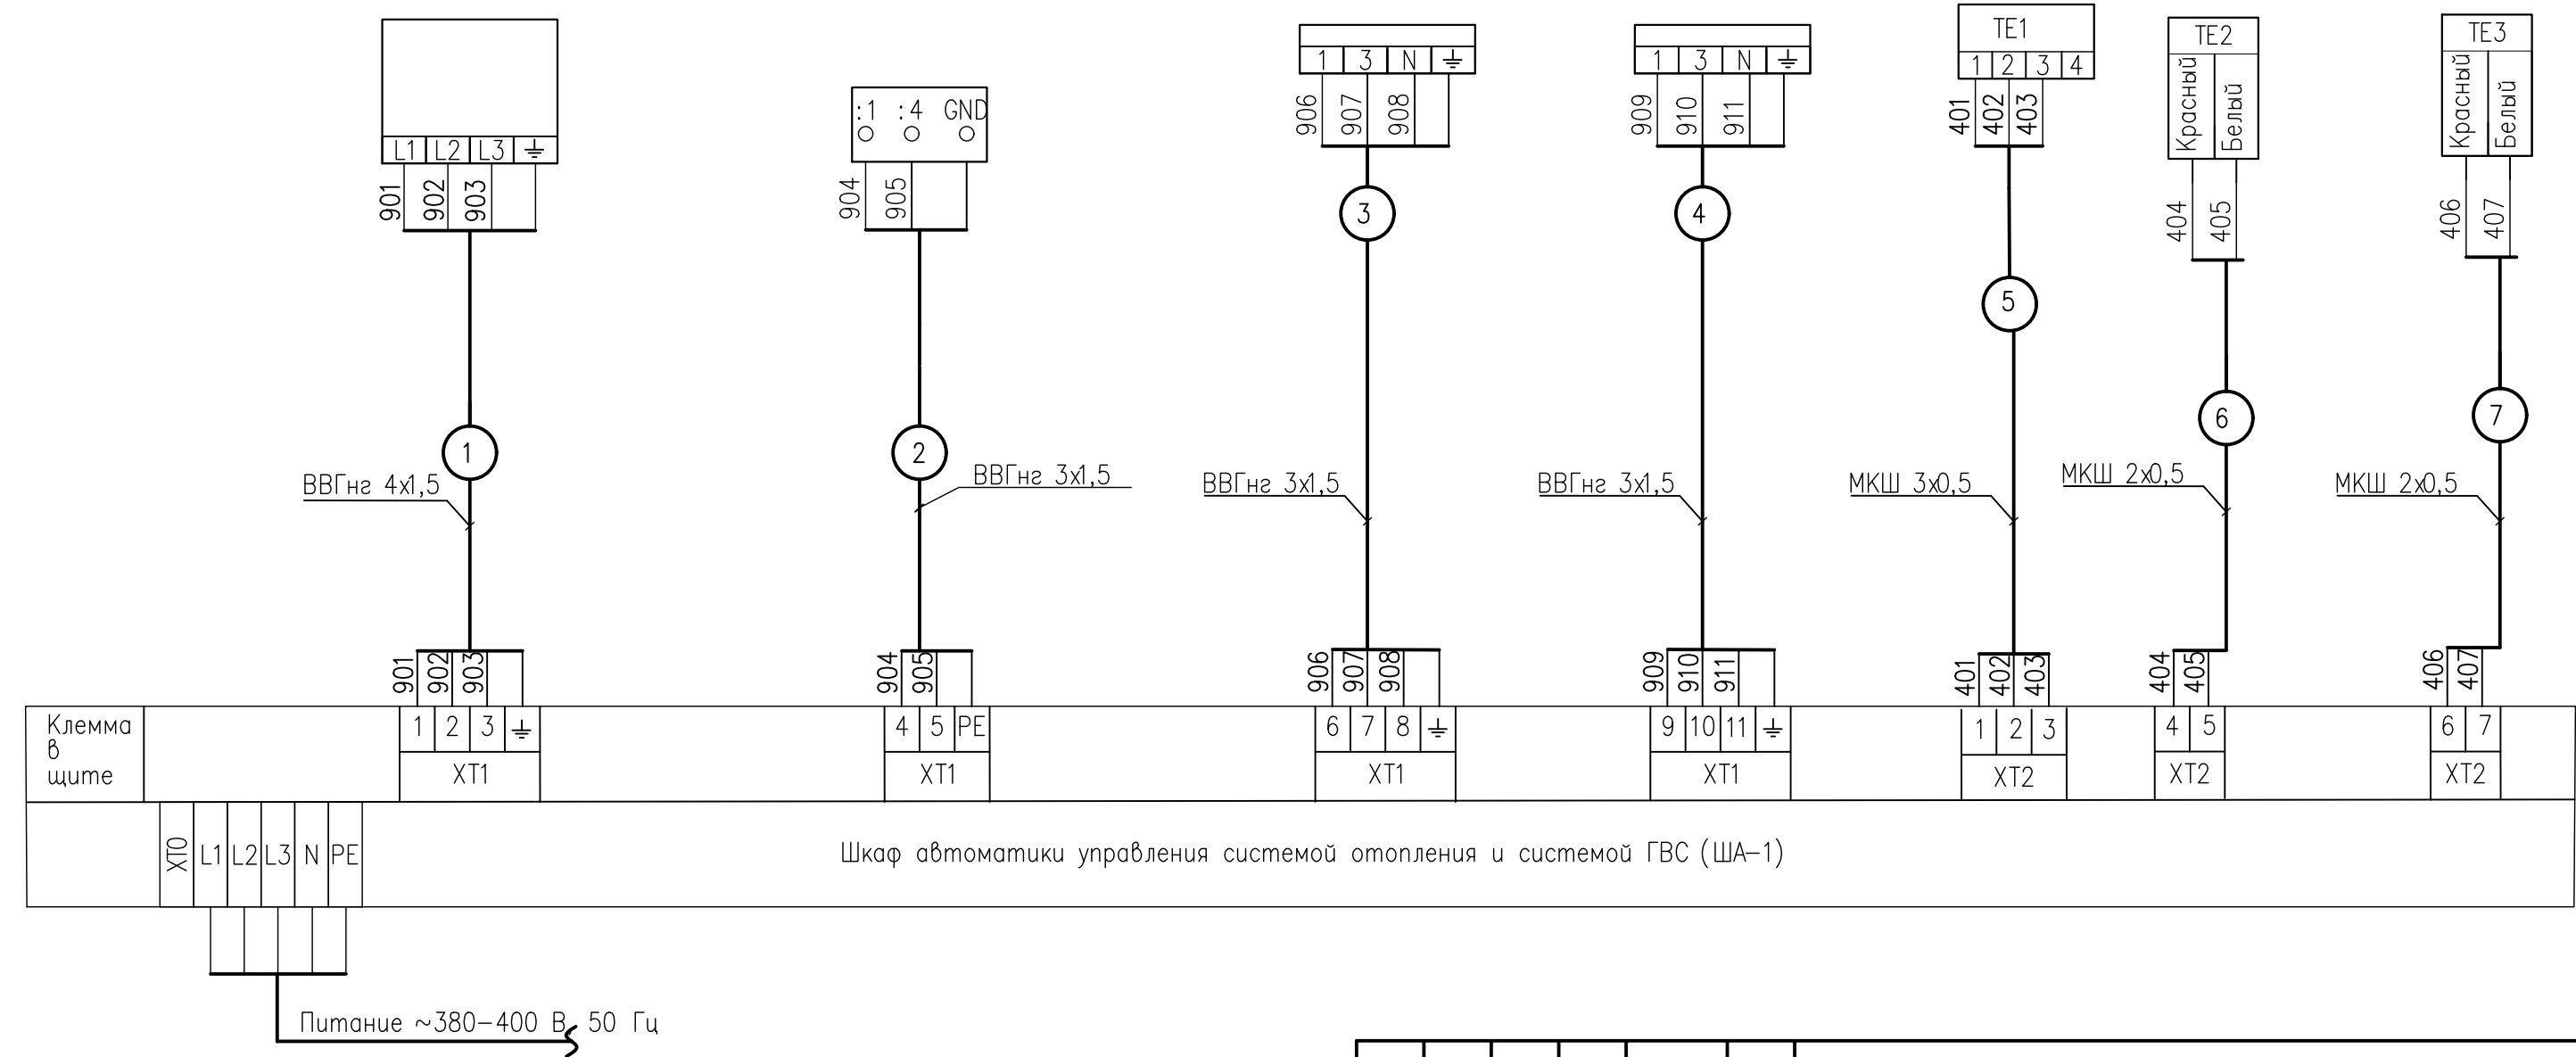 TE1
TE2
TE3
1 3 N
1 3 N
1 2 3 4
Красный Белый
Красный Белый
:1 :4 GND
L1 L2 L3
906 907 908
909 910 911
401 402 403
901 902 903
904 905
404 405
406 407
3
4
5
6
7
1
2
ВВГнг 4х1,5
ВВГнг 3х1,5
ВВГнг 3х1,5
ВВГнг 3х1,5
МКШ 3х0,5
МКШ 2х0,5
МКШ 2х0,5
901 902 903
904 905
906 907 908
909 910 911
401 402 403
404 405
406 407
Клемма
в
щите
1 2 3
4 5 PE
6 7 8
9 10 11
1 2 3
4 5
6 7
XT1
XT1
XT1
XT1
XT2
XT2
XT2
XT0 L1 L2 L3 N PE
Шкаф автоматики управления системой отопления и системой ГВС (ША-1)
Питание ~380-400 В, 50 Гц